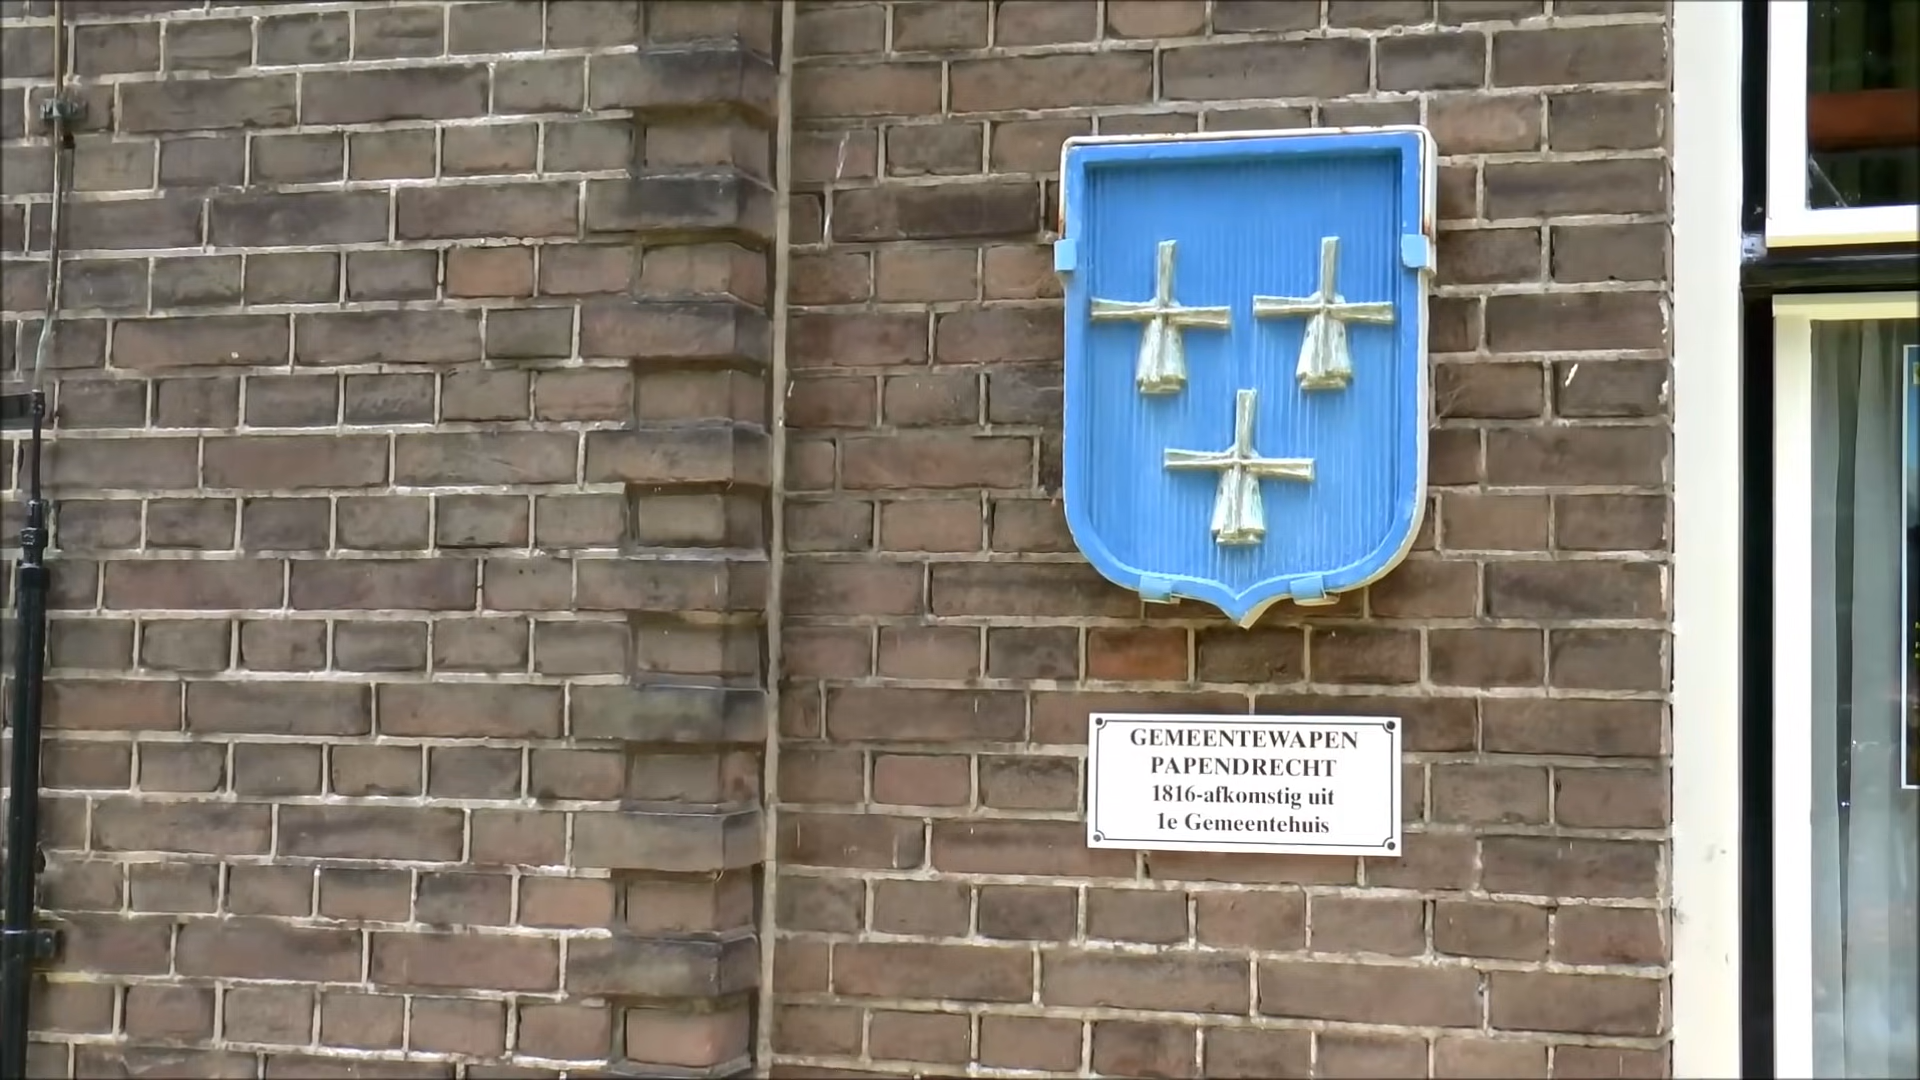 GEMEENTEWAPEN
PAPENDRECHT
1816-afkomstig uit
1e Gemeentehuis